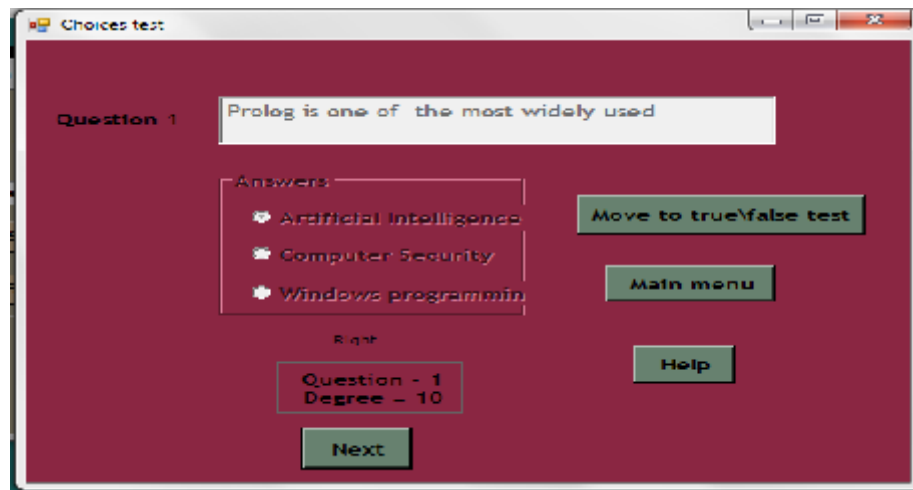 Choices test
Question 1
Prolog is one of the most widely used
Answers
Artificial Intelligence
Computer Security
Windows programmin
Move to true\false test
Main menu
Help
Right
Question - 1
Degree - 10
Next